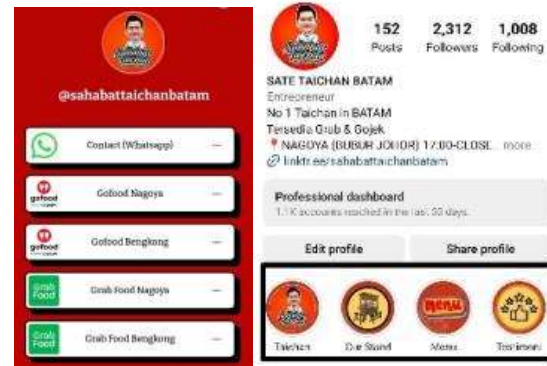 @sahabattaichanbatam
Contact (Whatsapp)
gofood
Gofood Nagoya
gofood
Gofood Bengkong
Grab
Food
Grab Food Nagoya
Grab
Food
Grab Food Bengkong
152 2,312 1,008
Posts Followers Following
SATE TAICHAN BATAM
Entrepreneur
No 1 Taichan in BATAM
Tersedia Grab & Gojek
NAGOYA (BUBUR JOHOR) 17.00-CLOSE... more
linktr.ee/sahabattaichanbatam
Professional dashboard
1.1K accounts reached in the last 30 days.
Edit profile Share profile
MENU
Taichan Our Stand Menu Testimoni